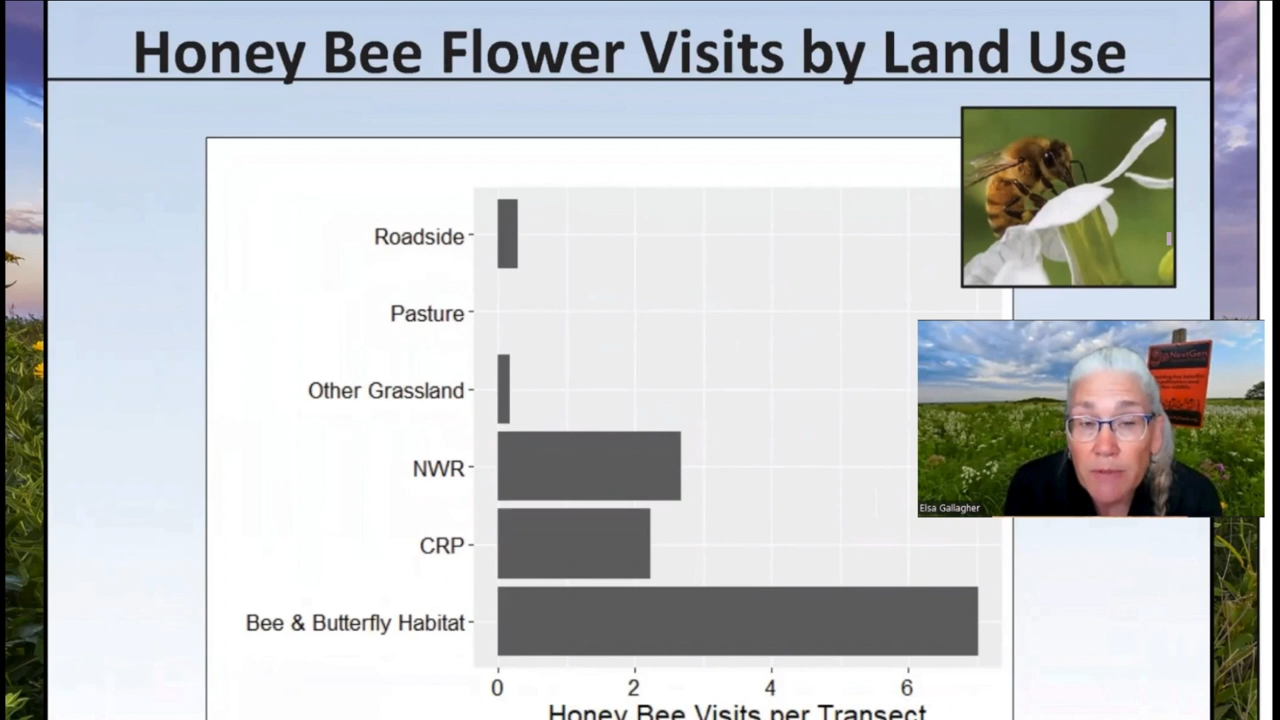 Honey Bee Flower Visits by Land Use
Roadside
Pasture
Other Grassland
NWR
CRP
Bee & Butterfly Habitat
0 2 4 6
Honey Bee Visits per Transect
NextGen
Elsa Gallagher